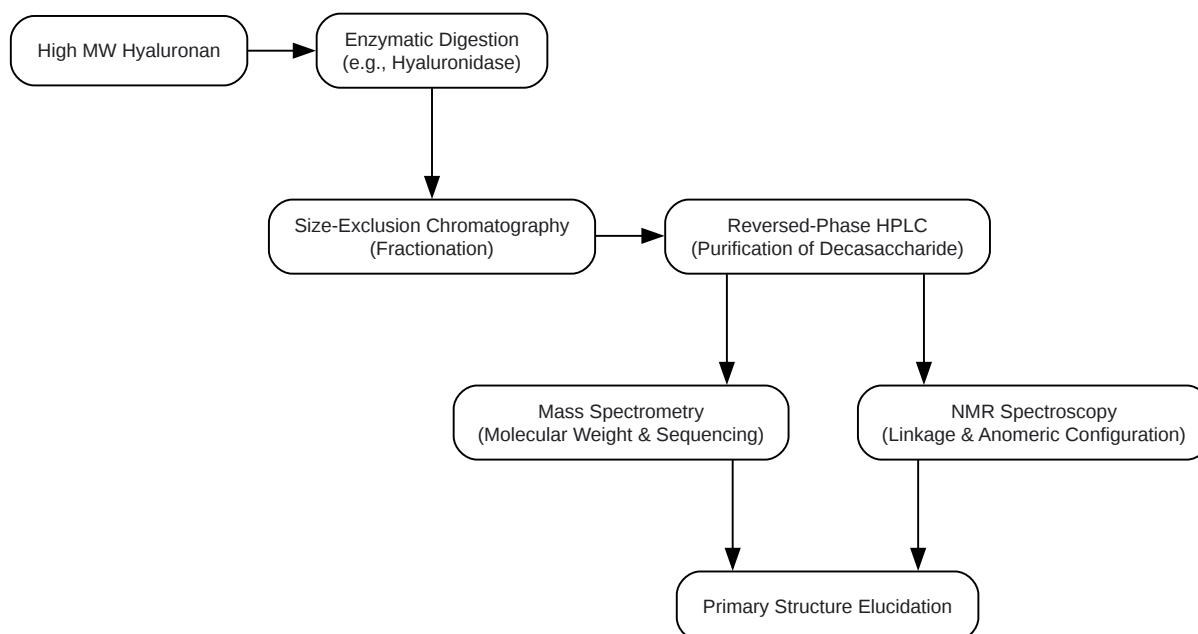 High MW Hyaluronan
Enzymatic Digestion
(e.g., Hyaluronidase)
Size-Exclusion Chromatography
(Fractionation)
Reversed-Phase HPLC
(Purification of Decasaccharide)
Mass Spectrometry
(Molecular Weight & Sequencing)
NMR Spectroscopy
(Linkage & Anomeric Configuration)
Primary Structure Elucidation